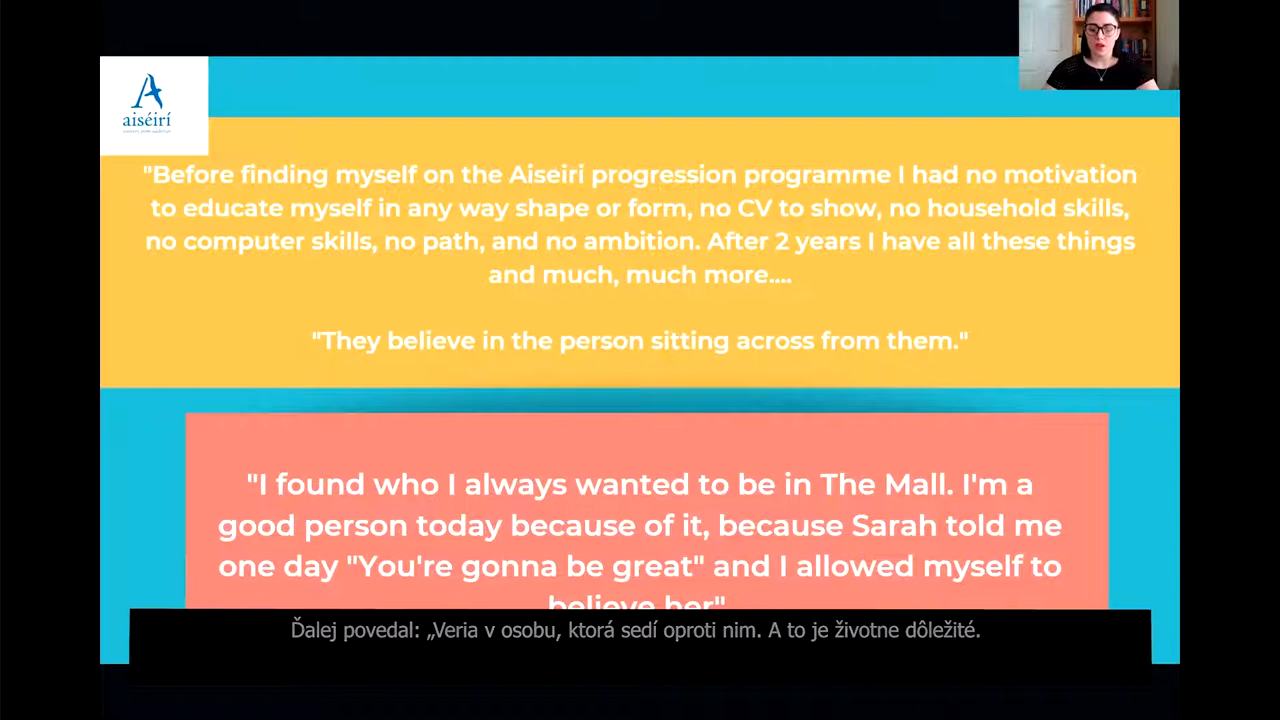 aiséirí
"Before finding myself on the Aiseiri progression programme I had no motivation
to educate myself in any way shape or form, no CV to show, no household skills,
no computer skills, no path, and no ambition. After 2 years I have all these things
and much, much more....
"They believe in the person sitting across from them."
"I found who I always wanted to be in The Mall. I'm a
good person today because of it, because Sarah told me
one day "You're gonna be great" and I allowed myself to
believe her"
Ďalej povedal: „Veria v osobu, ktorá sedí oproti nim. A to je životne dôležité.